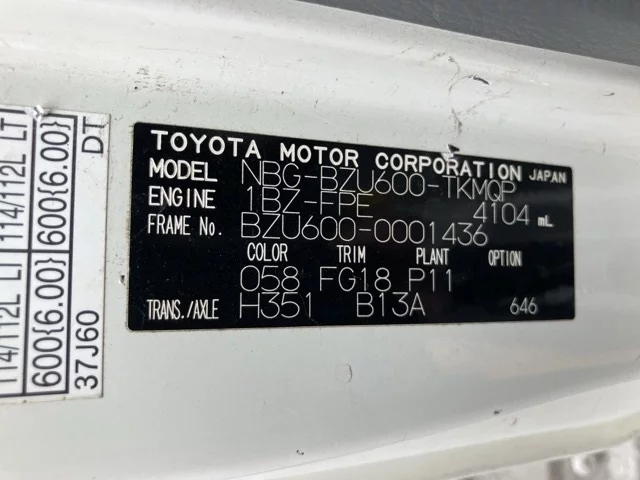 TOYOTA MOTOR CORPORATION JAPAN
MODEL NBG-BZU600-TKMQP
ENGINE 1BZ-FPE 4104 mL
FRAME No. BZU600-0001436
COLOR TRIM PLANT OPTION
058 FG18 P11
TRANS./AXLE H351 B13A 646
114/112L LT 114/112L LT
600{6.00} 600{6.00}
37J60 DT